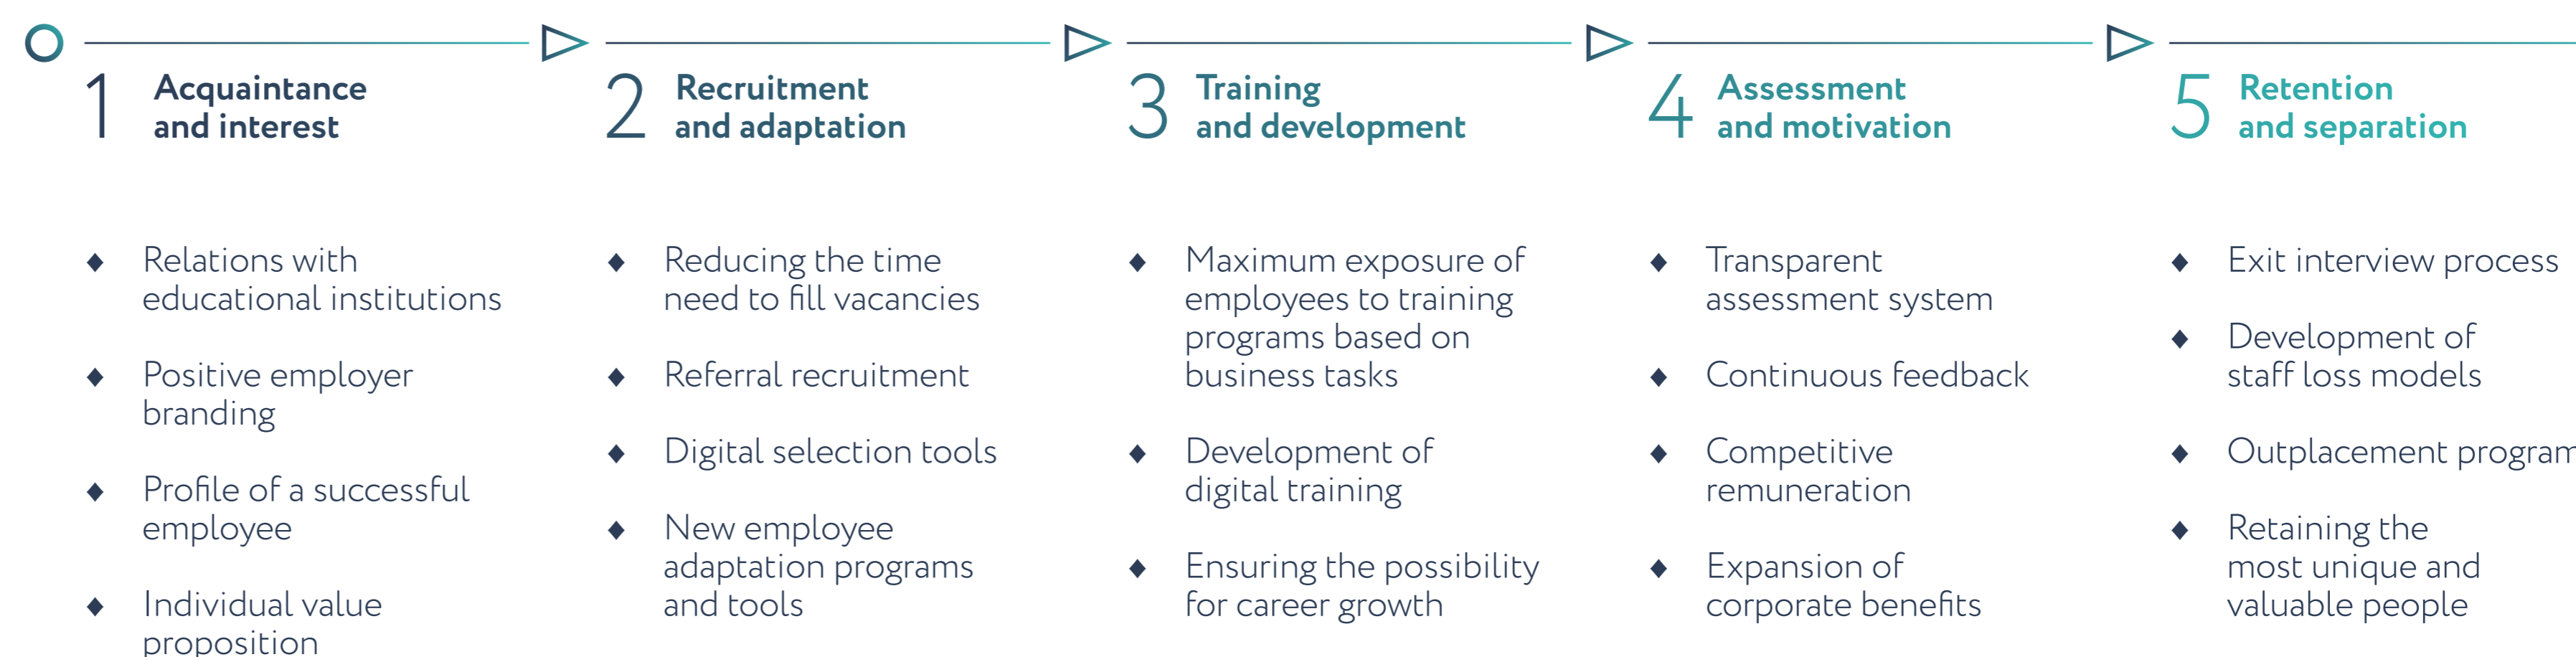 1 Acquaintance
and interest
Relations with
educational institutions
Positive employer
branding
Profile of a successful
employee
Individual value
proposition
2 Recruitment
and adaptation
Reducing the time
need to fill vacancies
Referral recruitment
Digital selection tools
New employee
adaptation programs
and tools
3 Training
and development
Maximum exposure of
employees to training
programs based on
business tasks
Development of
digital training
Ensuring the possibility
for career growth
4 Assessment
and motivation
Transparent
assessment system
Continuous feedback
Competitive
remuneration
Expansion of
corporate benefits
5 Retention
and separation
Exit interview process
Development of
staff loss models
Outplacement program
Retaining the
most unique and
valuable people